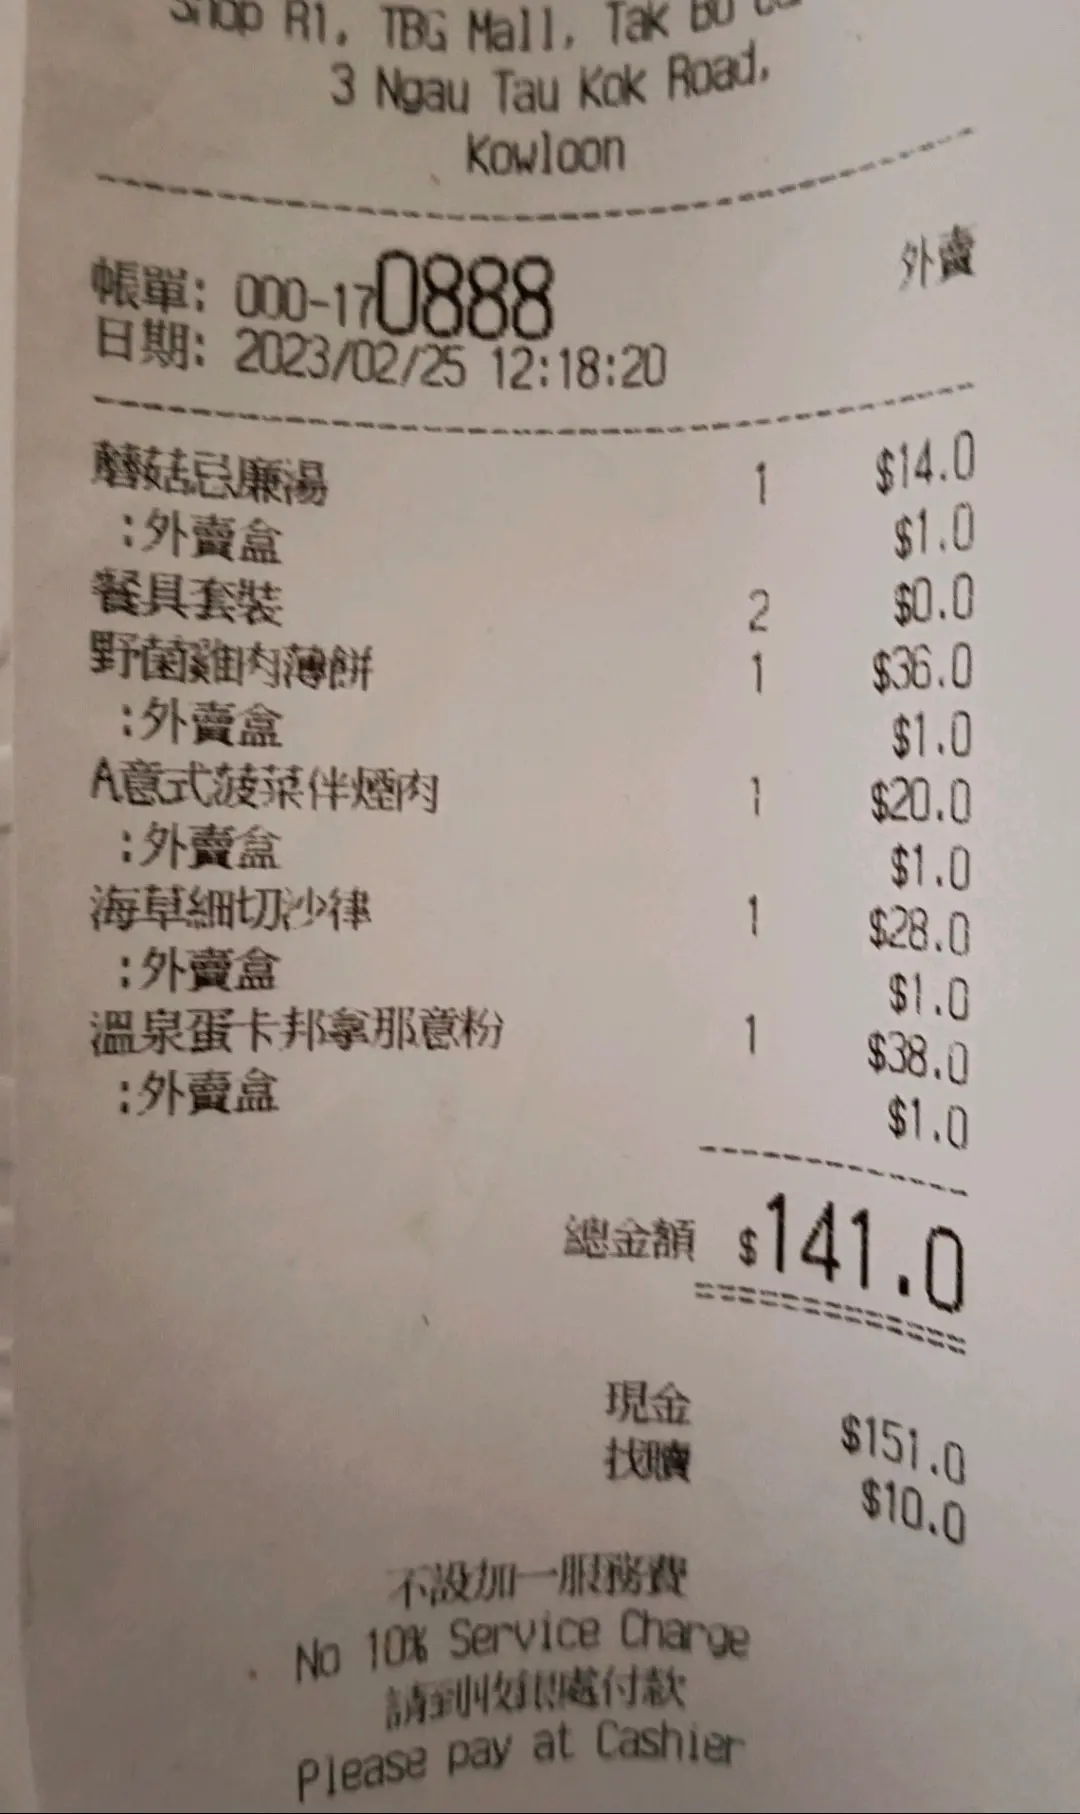 Shop R1, TBG Mall, Tak Bo
3 Ngau Tau Kok Road,
Kowloon
外賣
帳單: 000-170888
日期: 2023/02/25 12:18:20
蘑菇忌廉湯 1 $14.0
:外賣盒 $1.0
餐具套裝 2 $0.0
野菌雞肉薄餅 1 $36.0
:外賣盒 $1.0
A意式菠菜伴煙肉 1 $20.0
:外賣盒 $1.0
海草細切沙律 1 $28.0
:外賣盒 $1.0
溫泉蛋卡邦拿那意粉 1 $38.0
:外賣盒 $1.0
總金額 $141.0
現金 $151.0
找贖 $10.0
不設加一服務費
No 10% Service Charge
請到收銀處付款
Please pay at Cashier